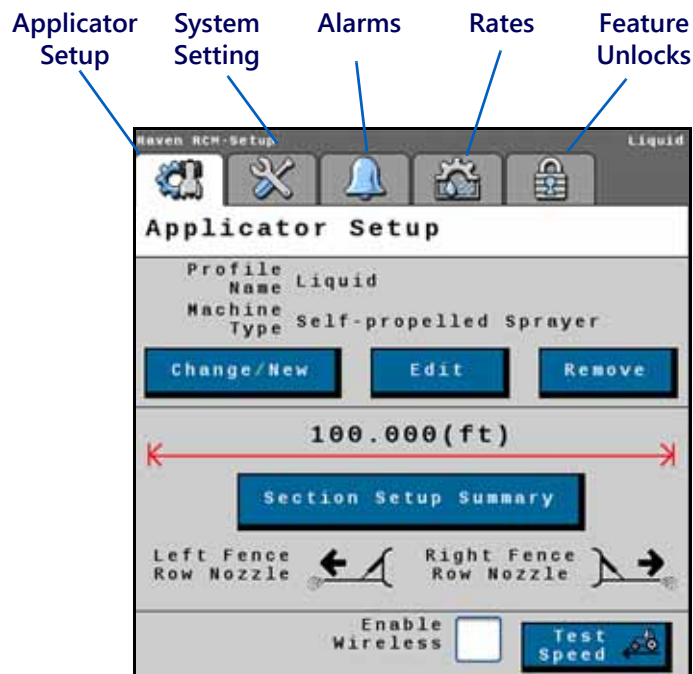 Applicator Setup
System Setting
Alarms
Rates
Feature Unlocks
Raven RCM-Setup
Liquid
Applicator Setup
Profile Name
Liquid
Machine Type
Self-propelled Sprayer
Change/New
Edit
Remove
100.000(ft)
Section Setup Summary
Left Fence Row Nozzle
Right Fence Row Nozzle
Enable Wireless
Test Speed